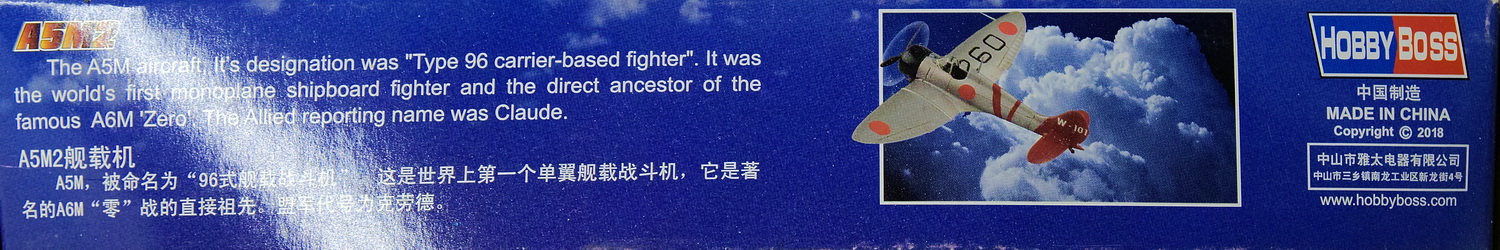 A5M2
The A5M aircraft, It's designation was "Type 96 carrier-based fighter". It was
the world's first monoplane shipboard fighter and the direct ancestor of the
famous A6M 'Zero'. The Allied reporting name was Claude.
A5M2舰载机
A5M，被命名为“96式舰载战斗机”，这是世界上第一个单翼舰载战斗机，它是著
名的A6M“零”战的直接祖先。盟军代号为克劳德。
060
W-101
HOBBY BOSS
中国制造
MADE IN CHINA
Copyright © 2018
中山市雅太电器有限公司
中山市三乡镇南龙工业区新龙街4号
www.hobbyboss.com